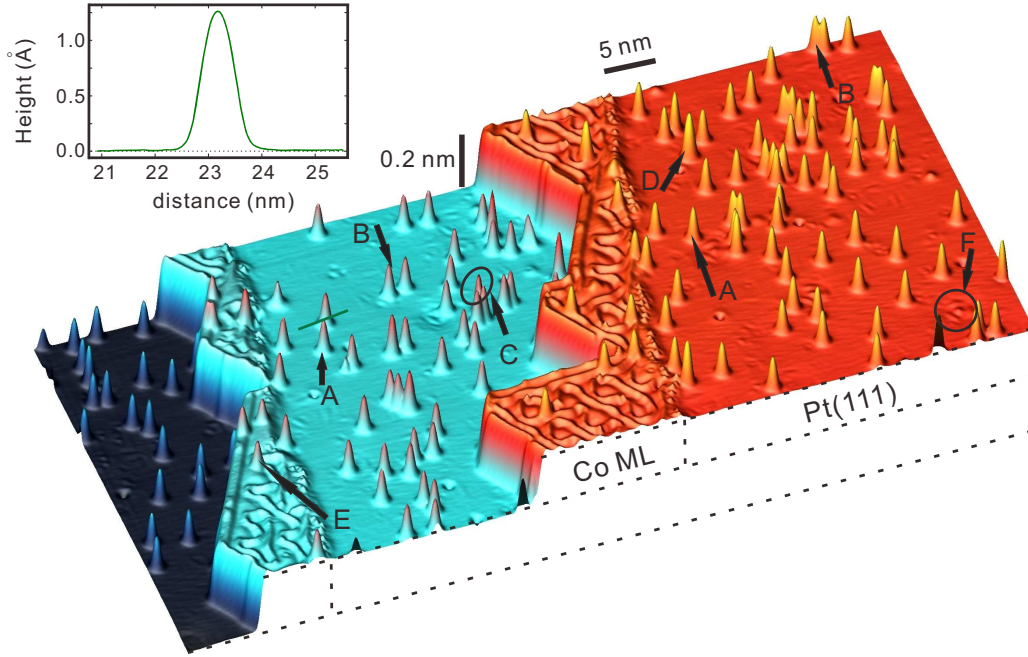 Height (Å)
1.0
0.5
0.0
21 22 23 24 25
distance (nm)
5 nm
0.2 nm
B
D
A
F
B
C
A
E
Co ML
Pt(111)